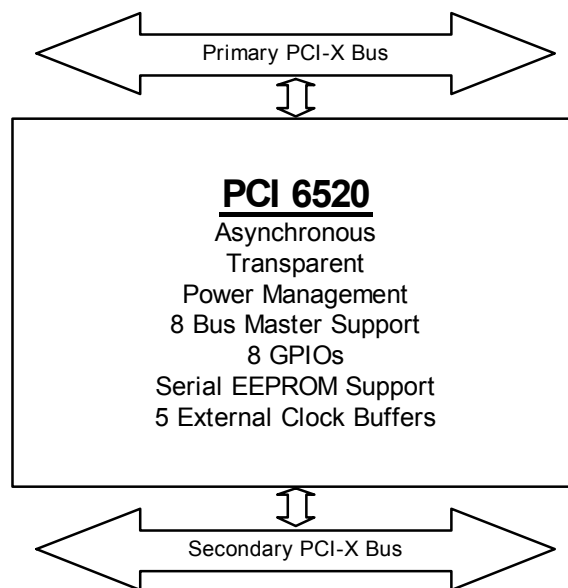 Primary PCI-X Bus
PCI 6520
Asynchronous
Transparent
Power Management
8 Bus Master Support
8 GPIOs
Serial EEPROM Support
5 External Clock Buffers
Secondary PCI-X Bus